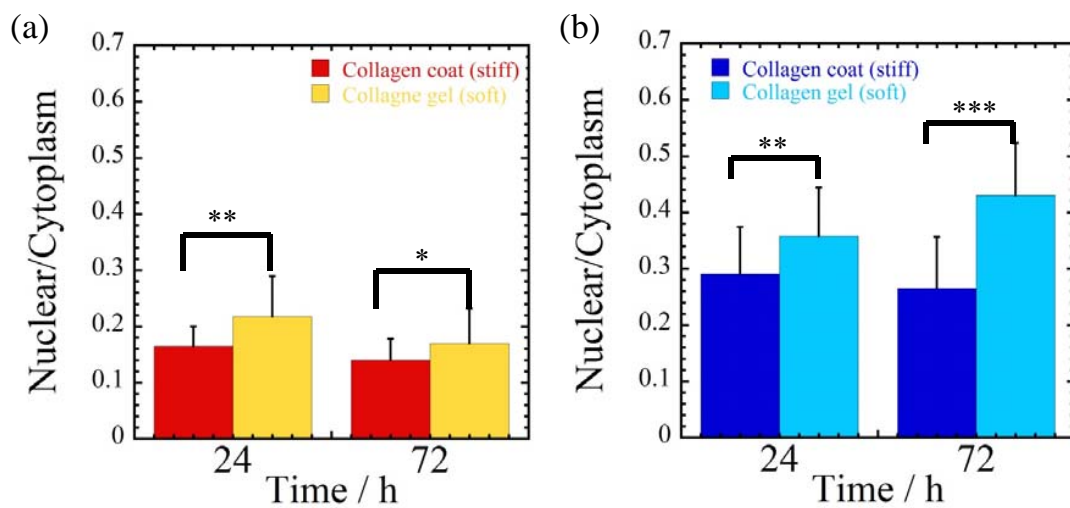 (a)
0.7
0.6
0.5
0.4
0.3
0.2
0.1
0
Nuclear/Cytoplasm
Collagen coat (stiff)
Collagne gel (soft)
**
*
24
72
Time / h
(b)
0.7
0.6
0.5
0.4
0.3
0.2
0.1
0
Nuclear/Cytoplasm
Collagen coat (stiff)
Collagen gel (soft)
**
***
24
72
Time / h